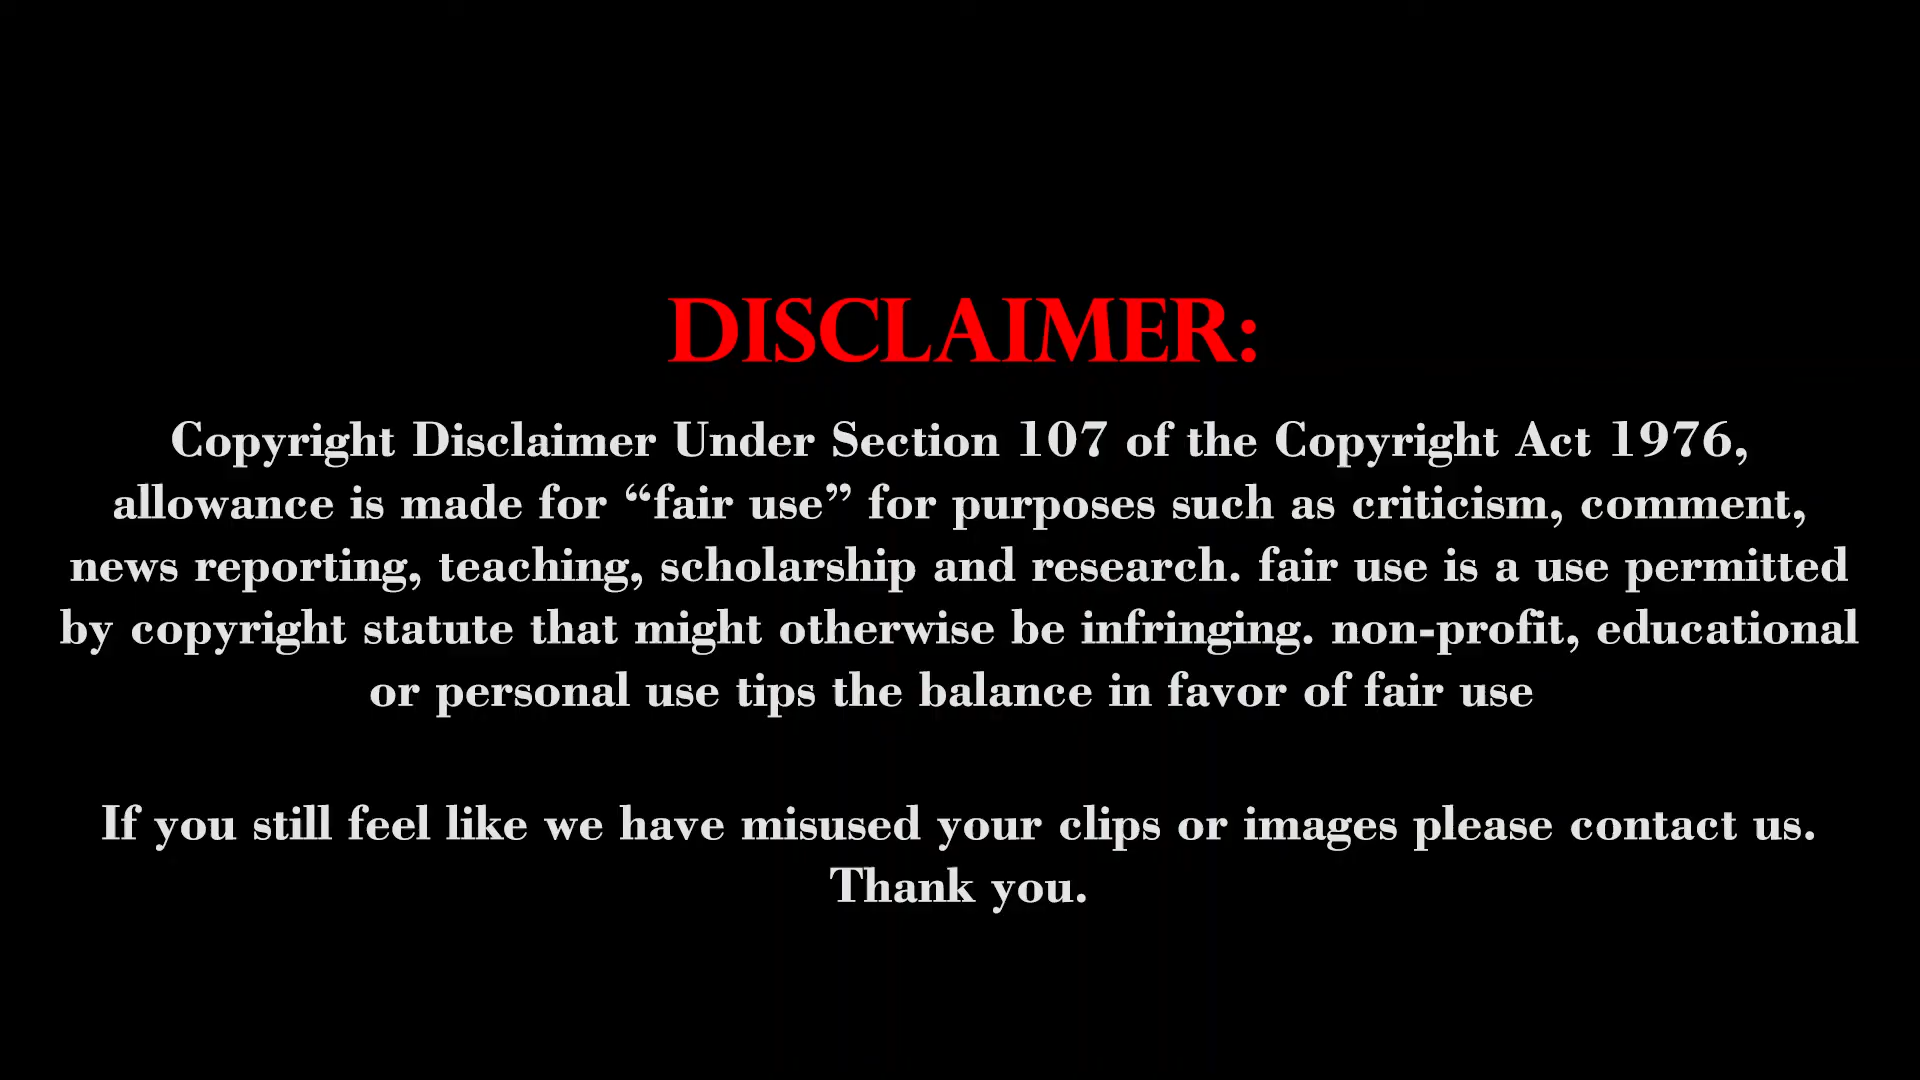 DISCLAIMER:
Copyright Disclaimer Under Section 107 of the Copyright Act 1976,
allowance is made for “fair use” for purposes such as criticism, comment,
news reporting, teaching, scholarship and research. fair use is a use permitted
by copyright statute that might otherwise be infringing. non-profit, educational
or personal use tips the balance in favor of fair use
If you still feel like we have misused your clips or images please contact us.
Thank you.